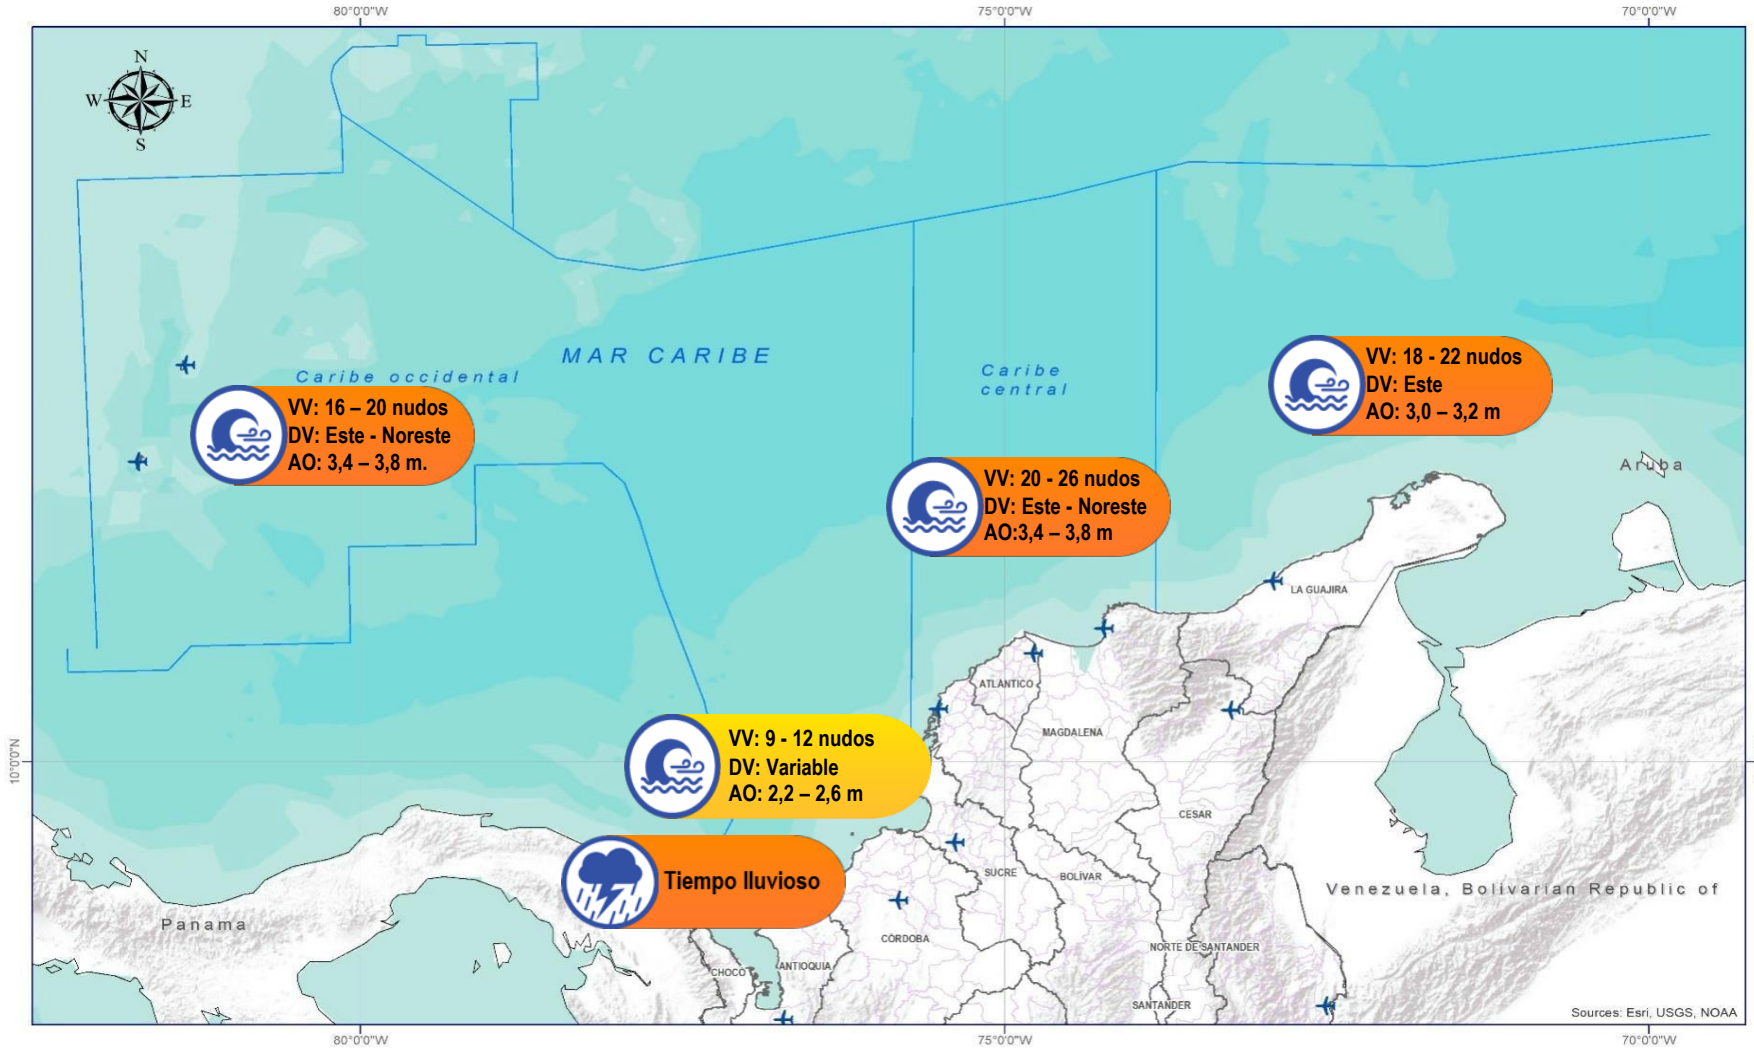 80°0'0"W
75°0'0"W
70°0'0"W
N
W
E
S
MAR CARIBE
Caribe occidental
Caribe
central
VV: 18 - 22 nudos
DV: Este
AO: 3,0 – 3,2 m
VV: 16 – 20 nudos
DV: Este - Noreste
AO: 3,4 – 3,8 m.
VV: 20 - 26 nudos
DV: Este - Noreste
AO:3,4 – 3,8 m
Aruba
LA GUAJIRA
ATLÁNTICO
MAGDALENA
10°0'0"N
VV: 9 - 12 nudos
DV: Variable
AO: 2,2 – 2,6 m
CESAR
Tiempo lluvioso
SUCRE
BOLÍVAR
Venezuela, Bolivarian Republic of
Panama
CÓRDOBA
NORTE DE SANTANDER
CHOCÓ
ANTIOQUIA
SANTANDER
Sources: Esri, USGS, NOAA
80°0'0"W
75°0'0"W
70°0'0"W